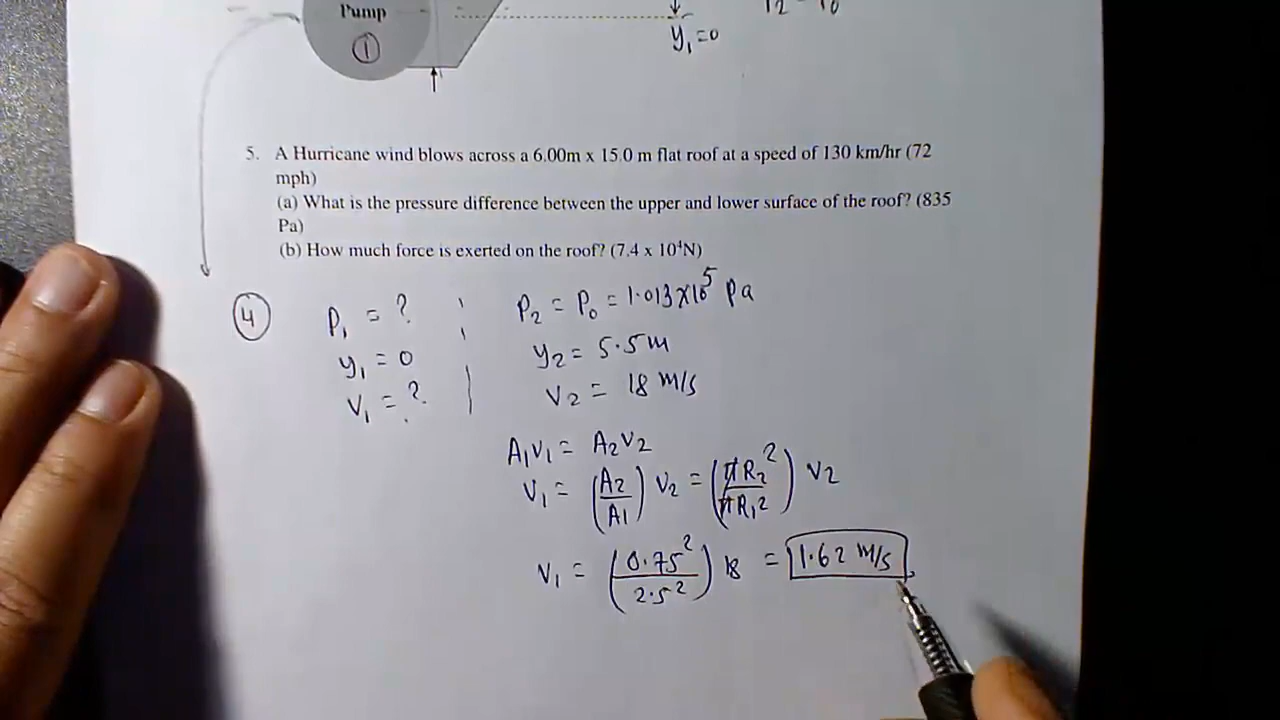 Pump
①
y₁=0
5. A Hurricane wind blows across a 6.00m x 15.0 m flat roof at a speed of 130 km/hr (72
mph)
(a) What is the pressure difference between the upper and lower surface of the roof? (835
Pa)
(b) How much force is exerted on the roof? (7.4 x 10⁴N)
④
P₁ = ? P₂ = P₀ = 1.013x10⁵ Pa
y₁ = 0 y₂ = 5.5m
V₁ = ? V₂ = 18 m/s
A₁V₁ = A₂V₂
V₁ = (A₂/A₁) V₂ = (πR₂²/πR₁²) V₂
V₁ = (0.75²/2.5²) 18 = 1.62 m/s